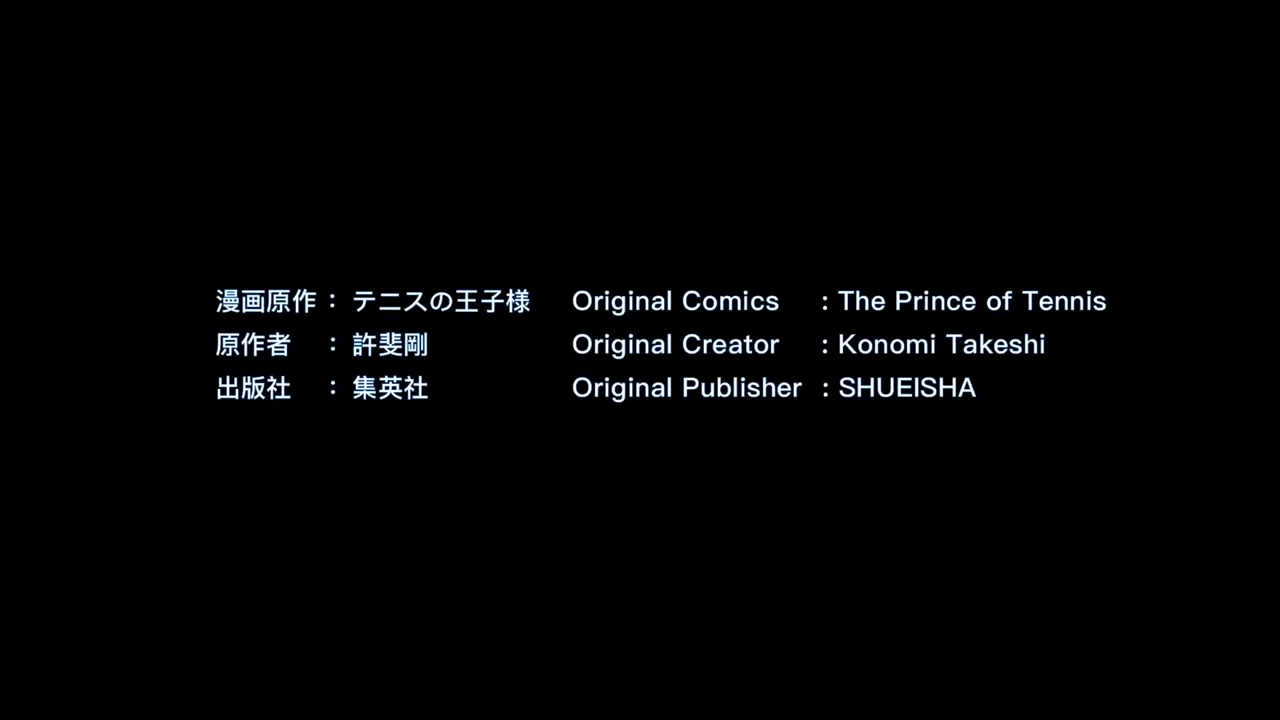 漫画原作 : テニスの王子様 Original Comics : The Prince of Tennis
原作者 : 許斐剛 Original Creator : Konomi Takeshi
出版社 : 集英社 Original Publisher : SHUEISHA